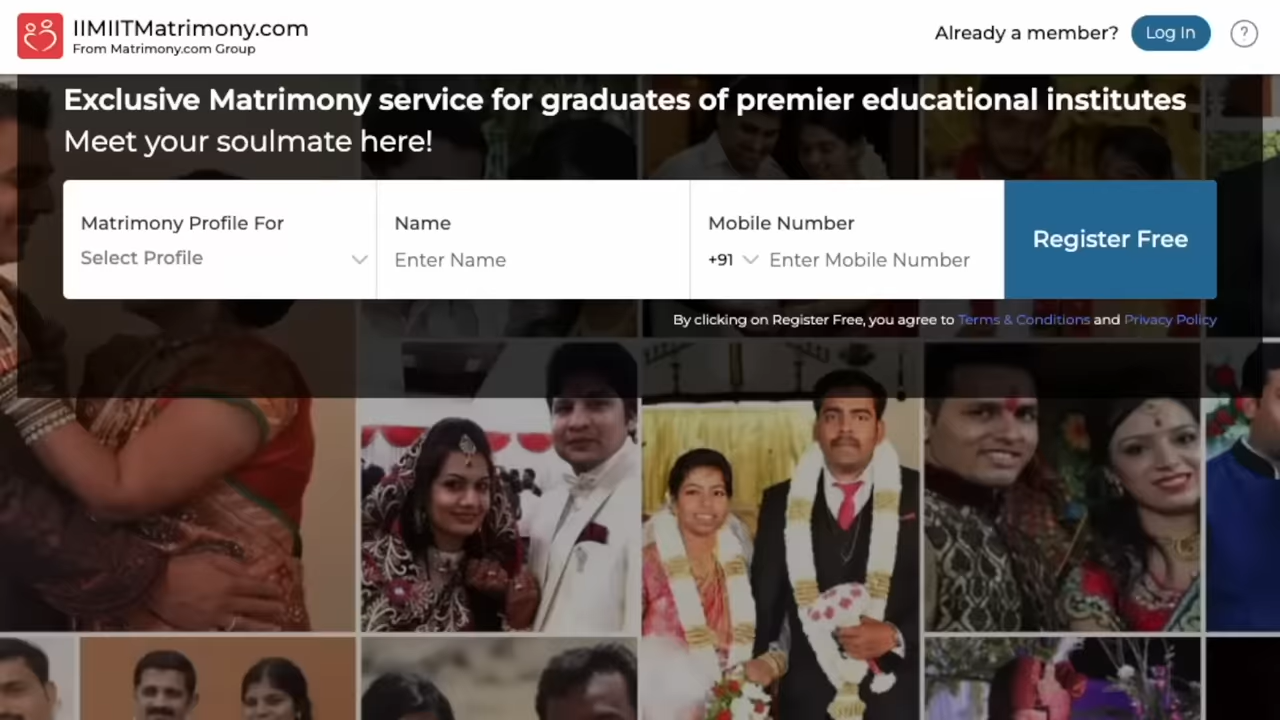 IIMIITMatrimony.com
From Matrimony.com Group
Already a member?
Log In
?
Exclusive Matrimony service for graduates of premier educational institutes
Meet your soulmate here!
Matrimony Profile For
Select Profile
Name
Enter Name
Mobile Number
+91 Enter Mobile Number
Register Free
By clicking on Register Free, you agree to Terms & Conditions and Privacy Policy